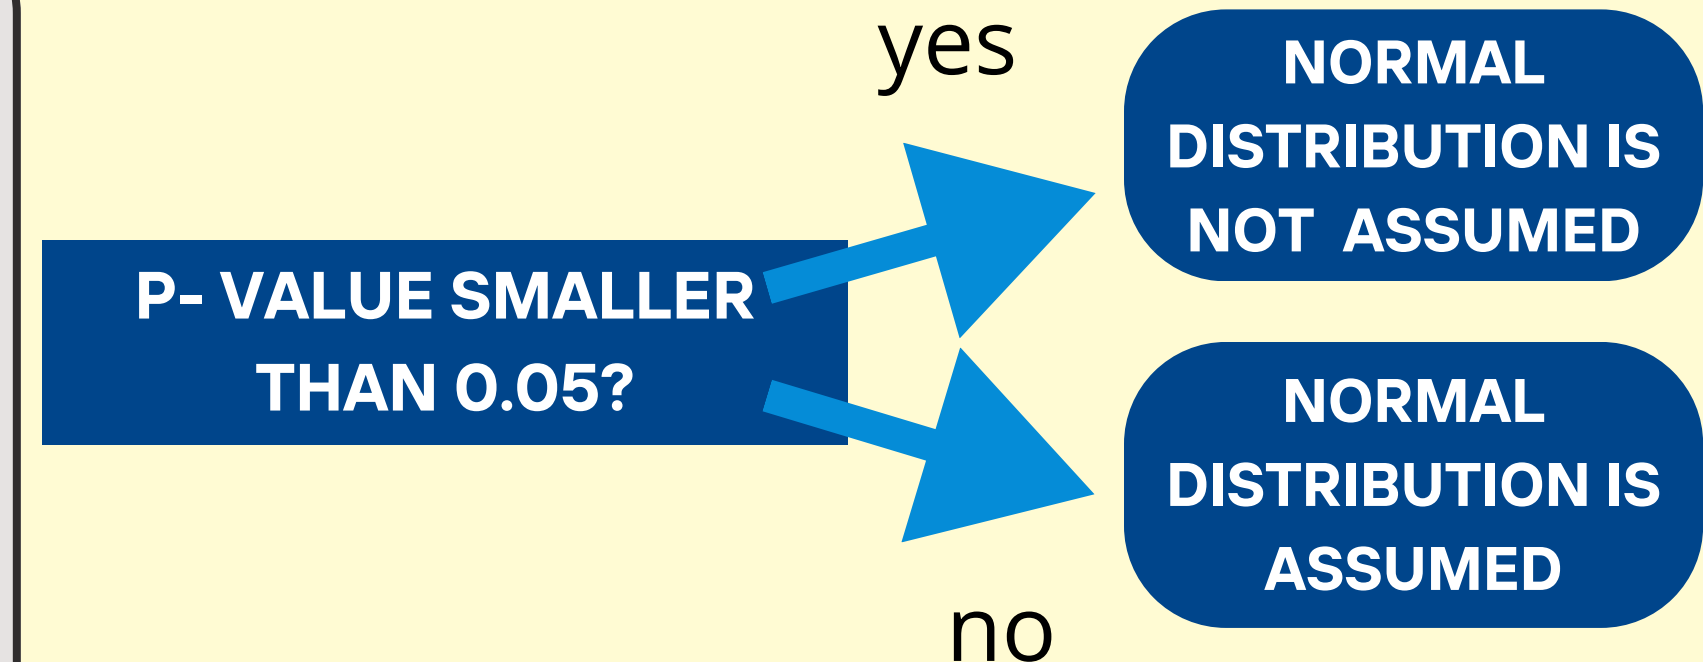 yes
NORMAL
DISTRIBUTION IS
NOT ASSUMED
P- VALUE SMALLER
THAN 0.05?
NORMAL
DISTRIBUTION IS
ASSUMED
no